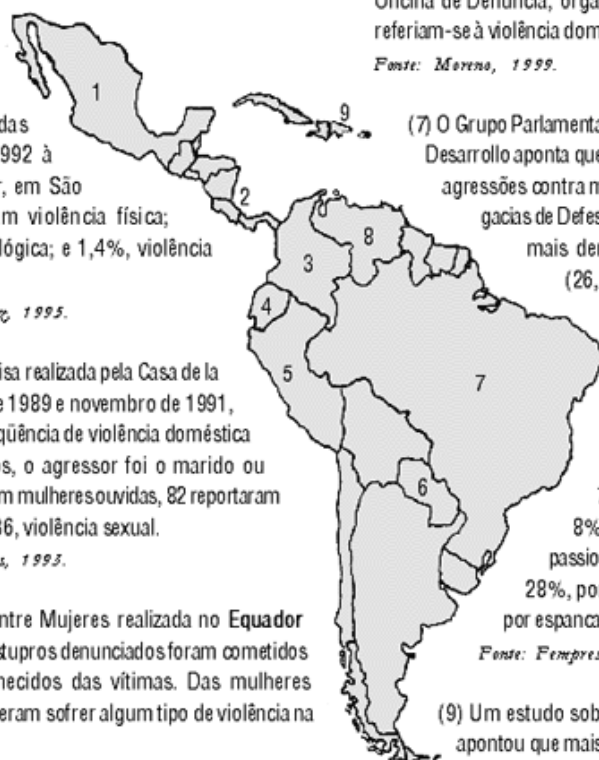 Oficina de Denúncia, orga
referiam-se à violência dom
Fonte: Moreno, 1999.
1
9
das
992 à
, em São
m violência física;
lógica; e 1,4%, violência
1995.
(7) O Grupo Parlamenta
Desarrollo aponta que
agressões contra m
gacias de Defes
mais der
(26,
2
8
3
4
5
7
6
isa realizada pela Casa de la
e 1989 e novembro de 1991,
qüência de violência doméstica
s, o agressor foi o marido ou
m mulheres ouvidas, 82 reportaram
36, violência sexual.
s, 1993.
8%
passio
28%, por
por espanca
Fonte: Fempres
ntre Mujeres realizada no Equador
stupros denunciados foram cometidos
hecidos das vítimas. Das mulheres
eram sofrer algum tipo de violência na
(9) Um estudo sob
apontou que mais